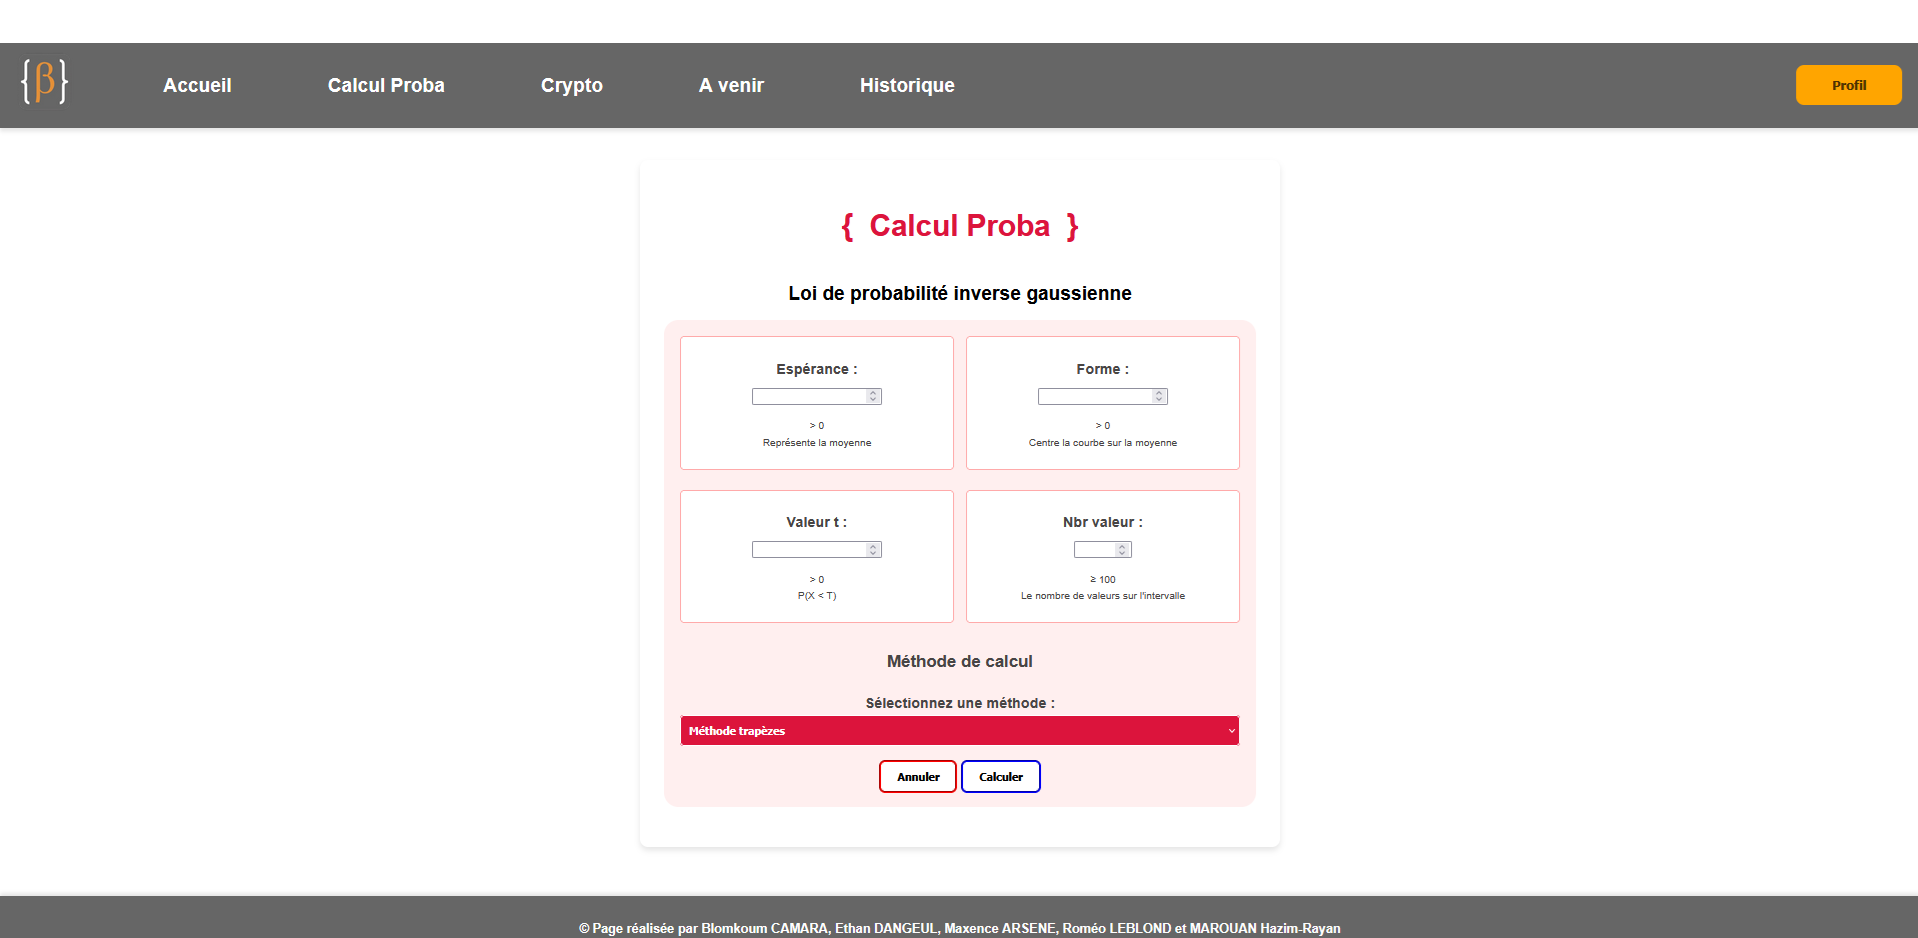 {β}
Accueil
Calcul Proba
Crypto
A venir
Historique
Profil
{ Calcul Proba }
Loi de probabilité inverse gaussienne
Espérance :
> 0
Représente la moyenne
Forme :
> 0
Centre la courbe sur la moyenne
Valeur t :
> 0
P(X < T)
Nbr valeur :
≥ 100
Le nombre de valeurs sur l'intervalle
Méthode de calcul
Sélectionnez une méthode :
Méthode trapèzes
Annuler
Calculer
© Page réalisée par Blomkoum CAMARA, Ethan DANGEUL, Maxence ARSENE, Roméo LEBLOND et MAROUAN Hazim-Rayan